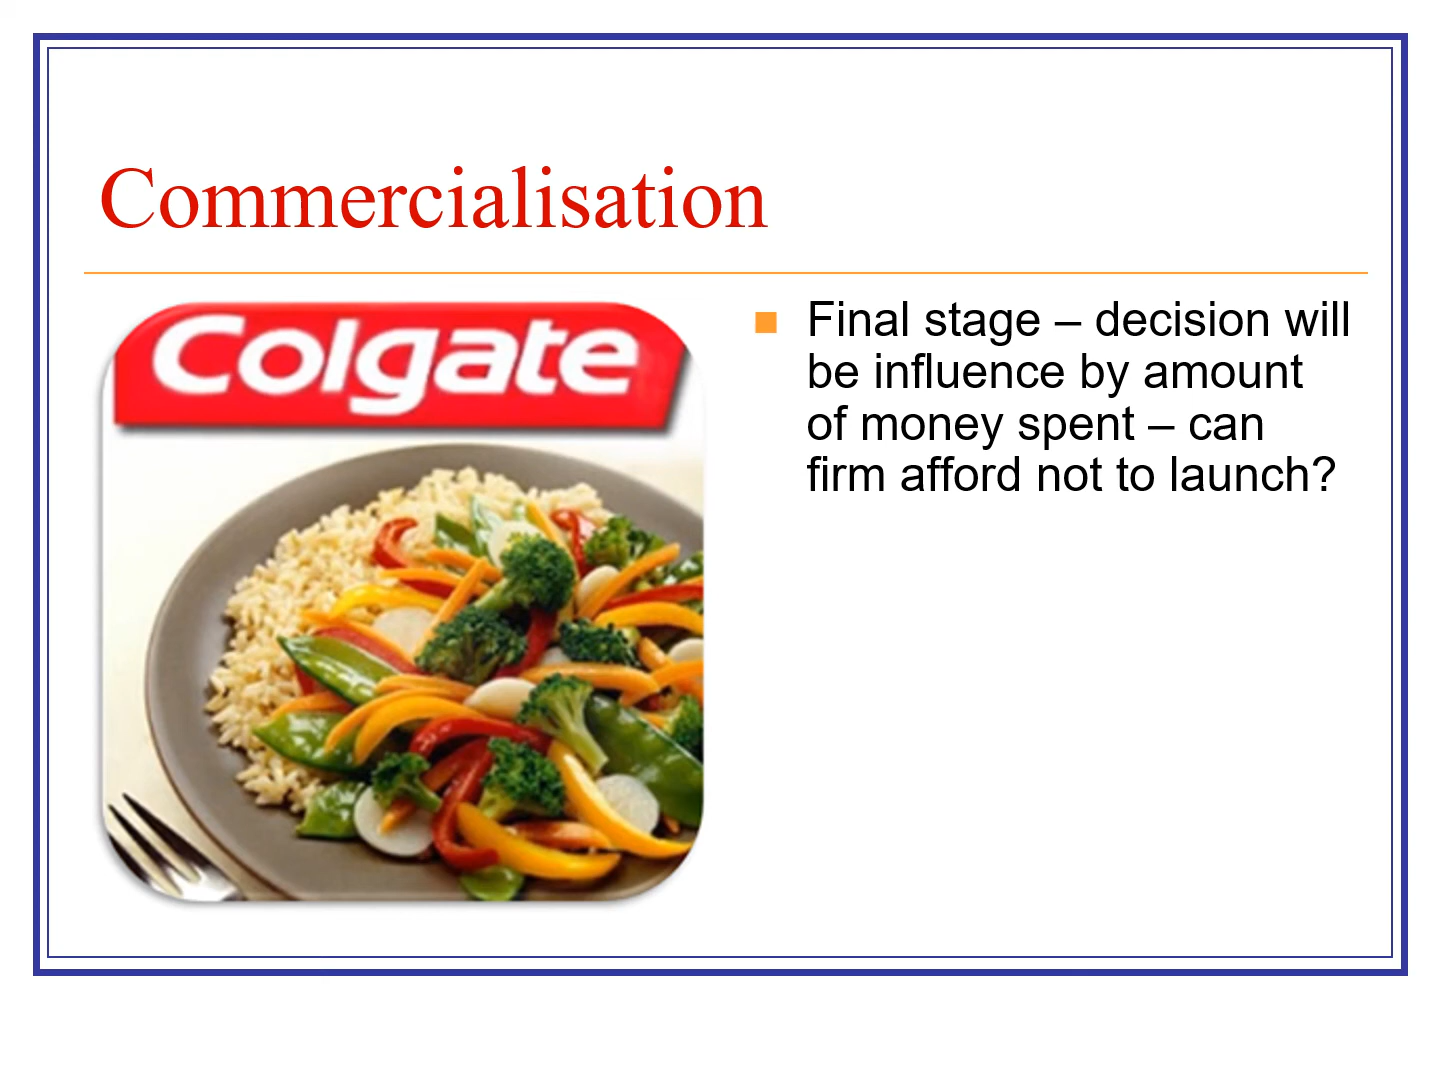 Commercialisation
Colgate
Final stage – decision will
be influence by amount
of money spent – can
firm afford not to launch?